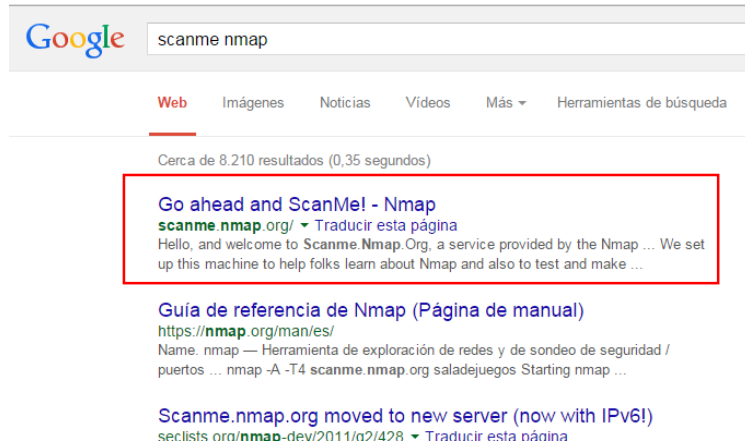 Google scanme nmap
Web Imágenes Noticias Vídeos Más Herramientas de búsqueda
Cerca de 8.210 resultados (0,35 segundos)
Go ahead and ScanMe! - Nmap
scanme.nmap.org/ Traducir esta página
Hello, and welcome to Scanme.Nmap.Org, a service provided by the Nmap ... We set
up this machine to help folks learn about Nmap and also to test and make ...
Guía de referencia de Nmap (Página de manual)
https://nmap.org/man/es/
Name. nmap — Herramienta de exploración de redes y de sondeo de seguridad /
puertos ... nmap -A -T4 scanme.nmap.org saladejuegos Starting nmap ...
Scanme.nmap.org moved to new server (now with IPv6!)
seclists.org/nmap-dev/2011/q2/428 Traducir esta página